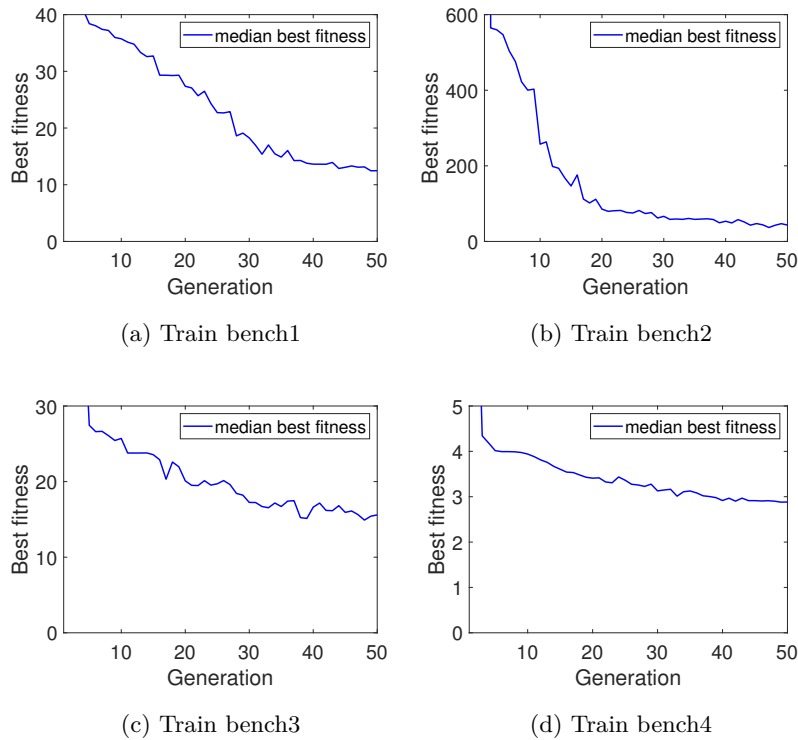 40
30
20
10
0
Best fitness
median best fitness
10 20 30 40 50
Generation
(a) Train bench1
600
400
200
0
Best fitness
median best fitness
10 20 30 40 50
Generation
(b) Train bench2
30
20
10
0
Best fitness
median best fitness
10 20 30 40 50
Generation
(c) Train bench3
5
4
3
2
1
0
Best fitness
median best fitness
10 20 30 40 50
Generation
(d) Train bench4